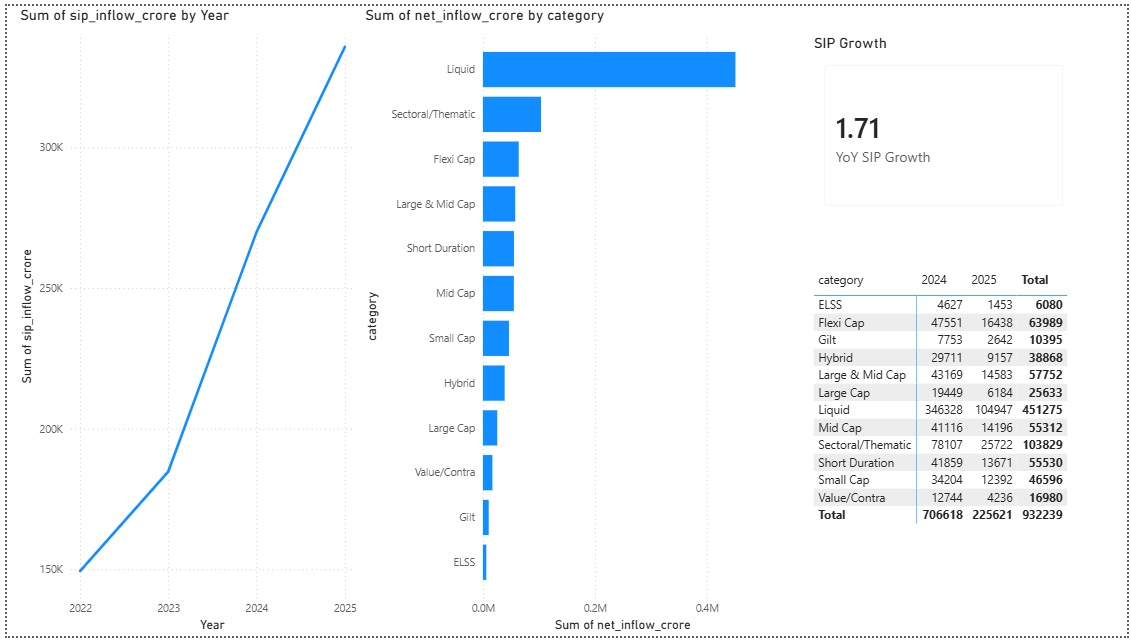 Sum of sip_inflow_crore by Year
Sum of sip_inflow_crore
300K
250K
200K
150K
2022 2023 2024 2025
Year
Sum of net_inflow_crore by category
category
Liquid
Sectoral/Thematic
Flexi Cap
Large & Mid Cap
Short Duration
Mid Cap
Small Cap
Hybrid
Large Cap
Value/Contra
Gilt
ELSS
0.0M 0.2M 0.4M
Sum of net_inflow_crore
SIP Growth
1.71
YoY SIP Growth
category 2024 2025 Total
ELSS 4627 1453 6080
Flexi Cap 47551 16438 63989
Gilt 7753 2642 10395
Hybrid 29711 9157 38868
Large & Mid Cap 43169 14583 57752
Large Cap 19449 6184 25633
Liquid 346328 104947 451275
Mid Cap 41116 14196 55312
Sectoral/Thematic 78107 25722 103829
Short Duration 41859 13671 55530
Small Cap 34204 12392 46596
Value/Contra 12744 4236 16980
Total 706618 225621 932239